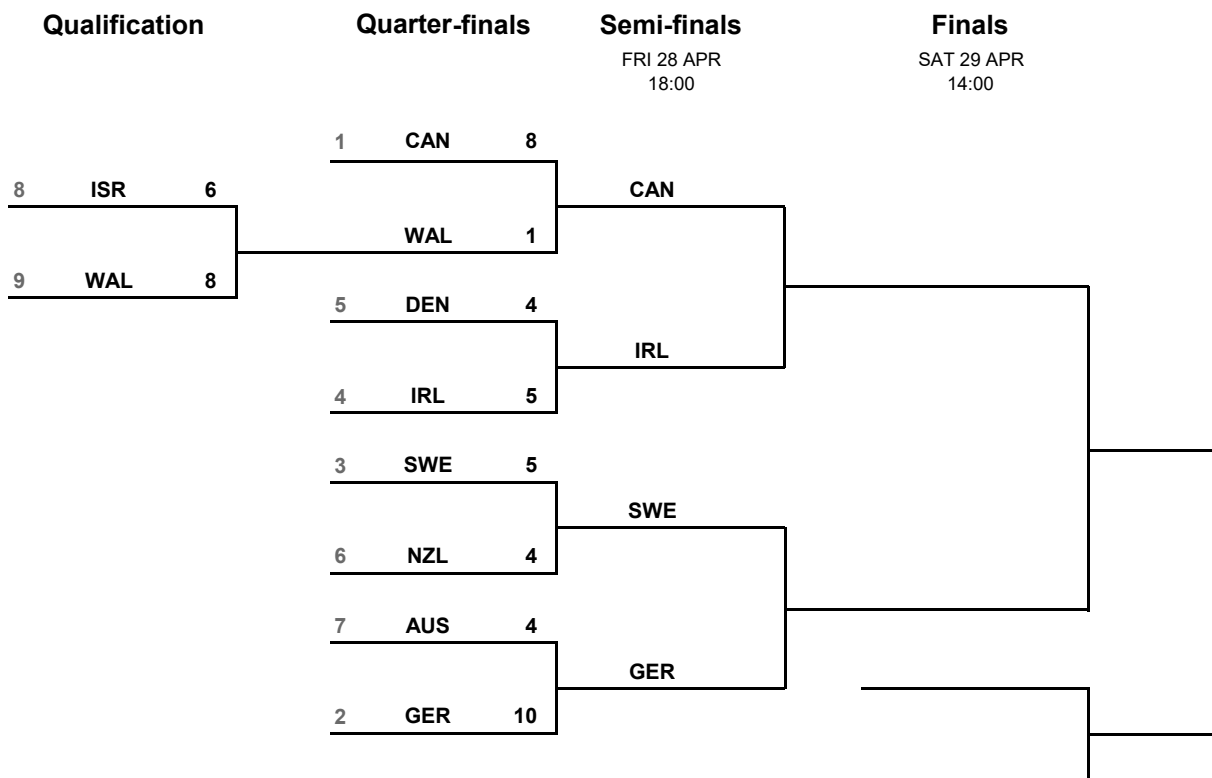 Qualification Quarter-finals Semi-finals Finals
FRI 28 APR SAT 29 APR
18:00 14:00
1 CAN 8
8 ISR 6 CAN
WAL 1
9 WAL 8
5 DEN 4
IRL
4 IRL 5
3 SWE 5
SWE
6 NZL 4
7 AUS 4
GER
2 GER 10